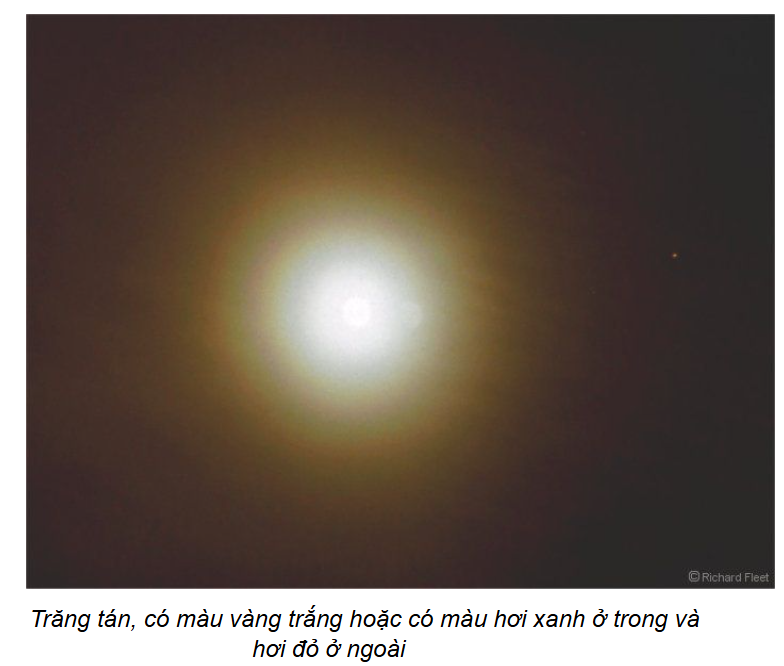 ©Richard Fleet
Trăng tán, có màu vàng trắng hoặc có màu hơi xanh ở trong và
hơi đỏ ở ngoài